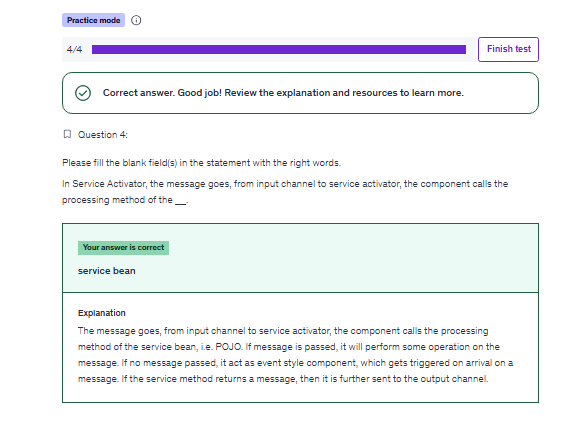 Practice mode
4/4
Finish test
Correct answer. Good job! Review the explanation and resources to learn more.
Question 4:
Please fill the blank field(s) in the statement with the right words.
In Service Activator, the message goes, from input channel to service activator, the component calls the
processing method of the __.
Your answer is correct
service bean
Explanation
The message goes, from input channel to service activator, the component calls the processing
method of the service bean, i.e. POJO. If message is passed, it will perform some operation on the
message. If no message passed, it act as event style component, which gets triggered on arrival on a
message. If the service method returns a message, then it is further sent to the output channel.